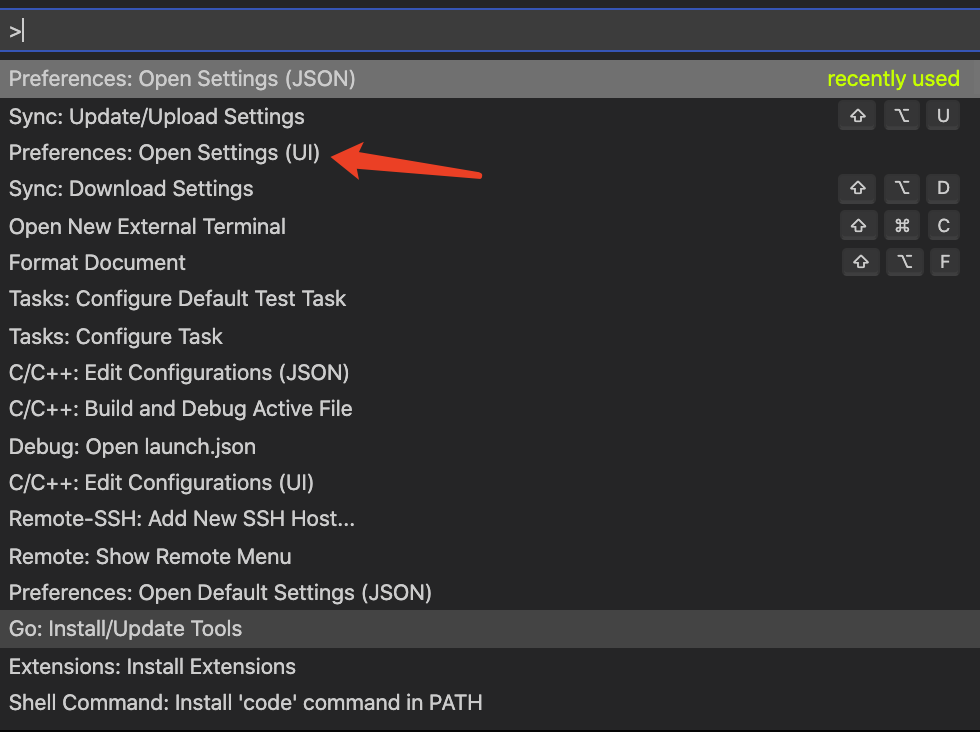 >
Preferences: Open Settings (JSON) recently used
Sync: Update/Upload Settings ⇧ ⌥ U
Preferences: Open Settings (UI)
Sync: Download Settings ⇧ ⌥ D
Open New External Terminal ⇧ ⌘ C
Format Document ⇧ ⌥ F
Tasks: Configure Default Test Task
Tasks: Configure Task
C/C++: Edit Configurations (JSON)
C/C++: Build and Debug Active File
Debug: Open launch.json
C/C++: Edit Configurations (UI)
Remote-SSH: Add New SSH Host...
Remote: Show Remote Menu
Preferences: Open Default Settings (JSON)
Go: Install/Update Tools
Extensions: Install Extensions
Shell Command: Install 'code' command in PATH